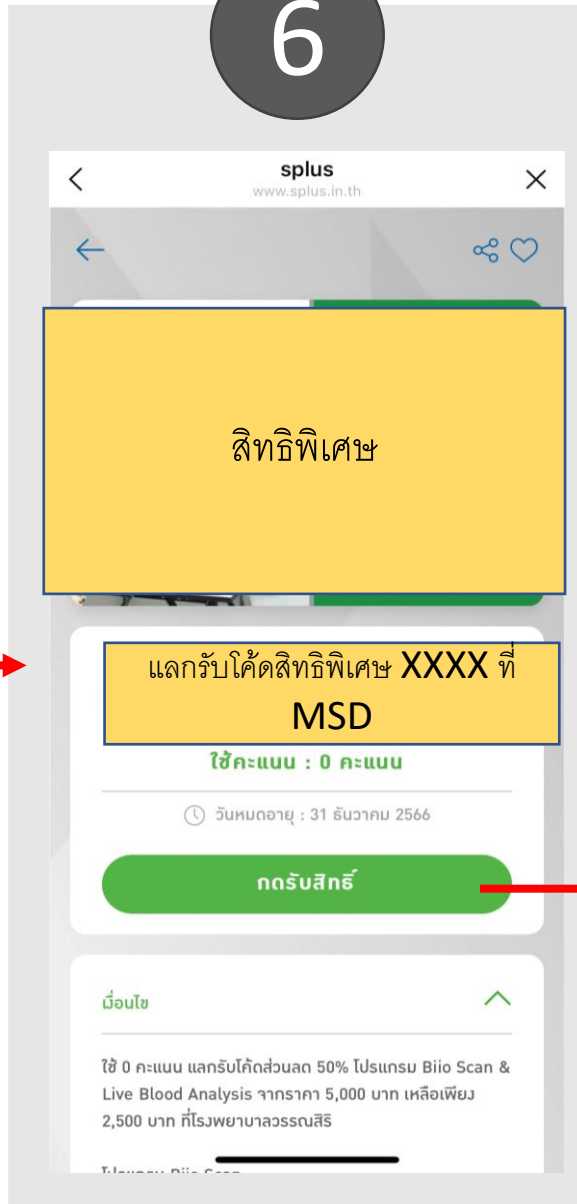 6
splus
www.splus.in.th
สิทธิพิเศษ
แลกรับโค้ดสิทธิพิเศษ XXXX ที่
MSD
ใช้คะแนน : 0 คะแนน
วันหมดอายุ : 31 ธันวาคม 2566
กดรับสิทธิ์
เงื่อนไข
ใช้ 0 คะแนน แลกรับโค้ดส่วนลด 50% โปรแกรม Biio Scan &
Live Blood Analysis จากราคา 5,000 บาท เหลือเพียง
2,500 บาท ที่โรงพยาบาลวรรณสิริ